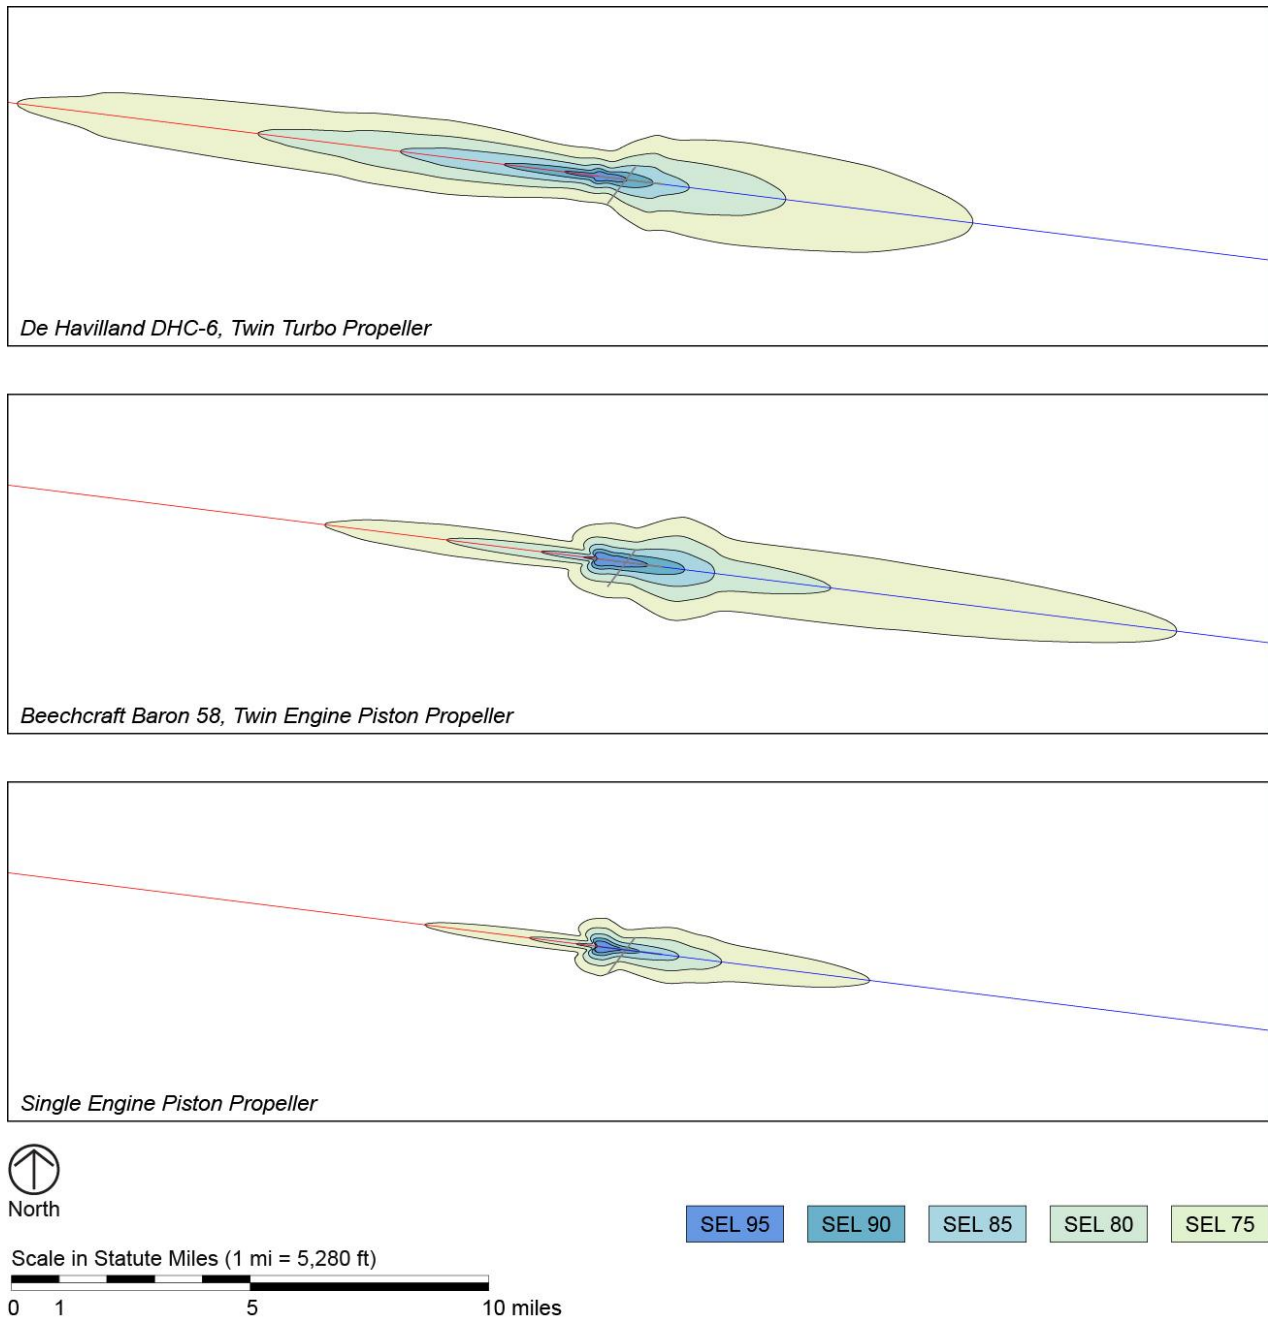 De Havilland DHC-6, Twin Turbo Propeller
Beechcraft Baron 58, Twin Engine Piston Propeller
Single Engine Piston Propeller
North
SEL 95 SEL 90 SEL 85 SEL 80 SEL 75
Scale in Statute Miles (1 mi = 5,280 ft)
0 1 5 10 miles